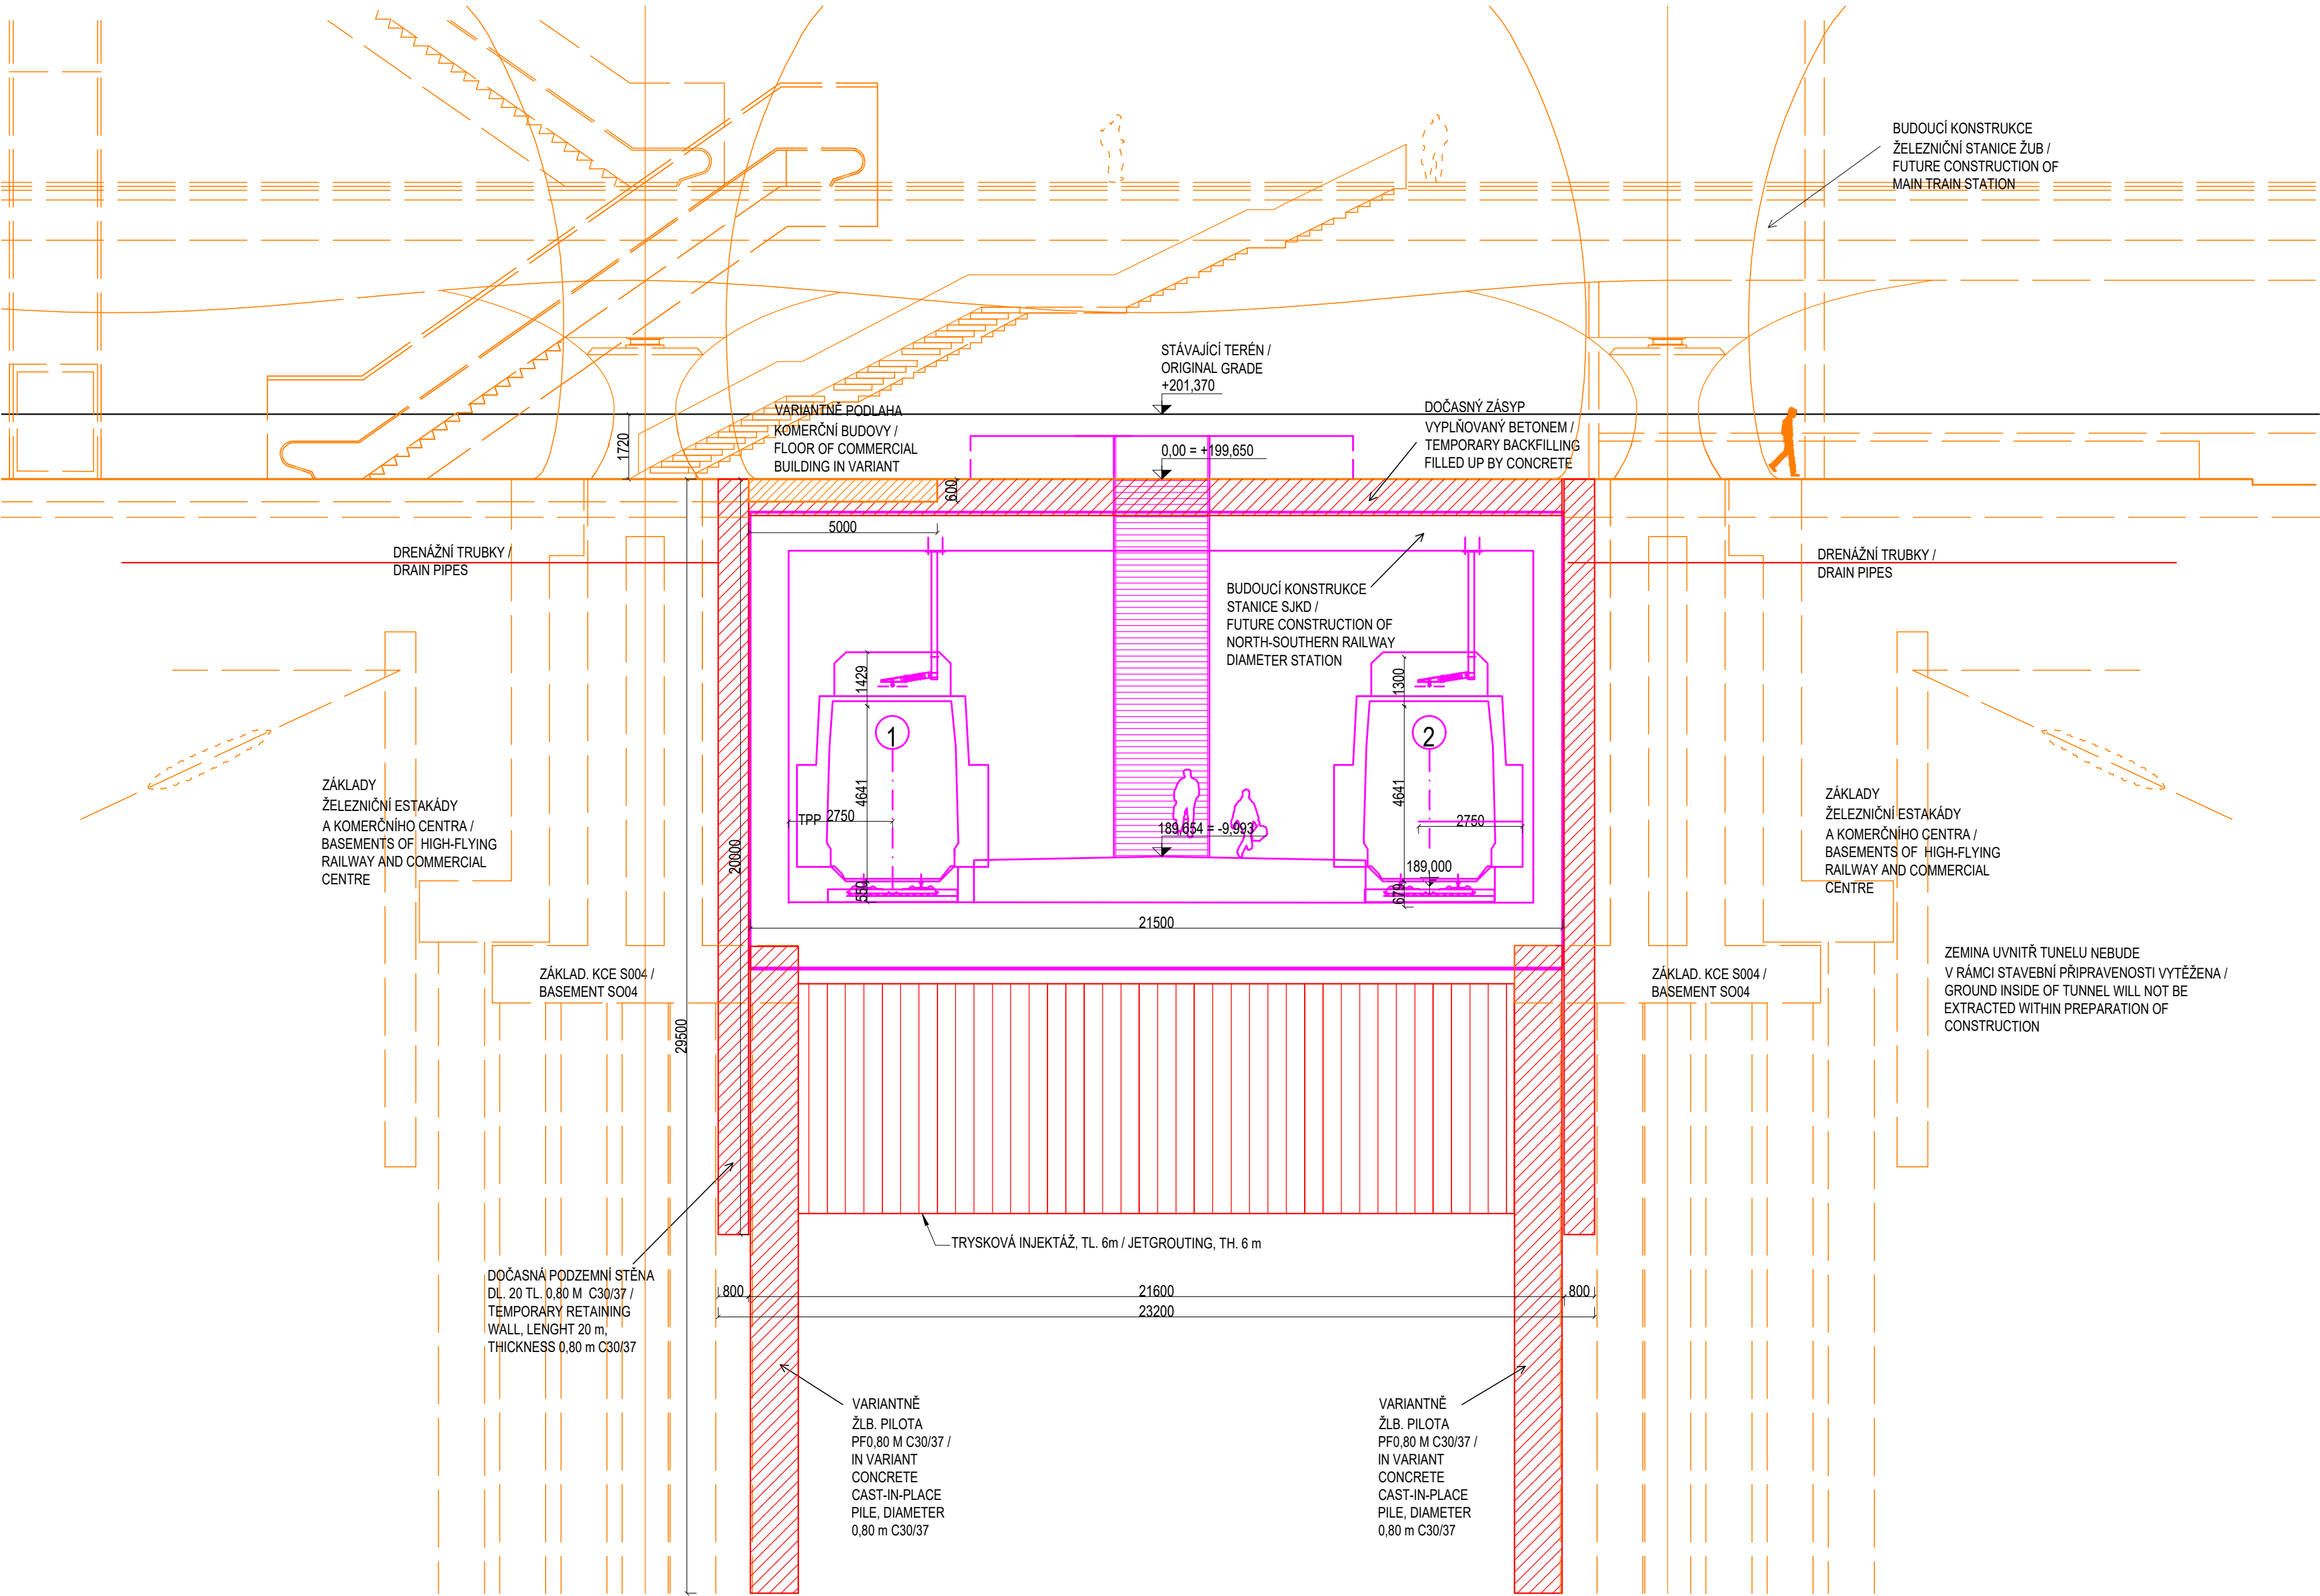 BUDOUCÍ KONSTRUKCE
ŽELEZNIČNÍ STANICE ŽUB /
FUTURE CONSTRUCTION OF
MAIN TRAIN STATION
STÁVAJÍCÍ TERÉN /
ORIGINAL GRADE
+201,370
VARIANTNĚ PODLAHA
KOMERČNÍ BUDOVY /
FLOOR OF COMMERCIAL
BUILDING IN VARIANT
DOČASNÝ ZÁSYP
VYPLŇOVANÝ BETONEM /
TEMPORARY BACKFILLING
FILLED UP BY CONCRETE
1720
0,00 = +199,650
600
5000
DRENÁŽNÍ TRUBKY /
DRAIN PIPES
DRENÁŽNÍ TRUBKY /
DRAIN PIPES
BUDOUCÍ KONSTRUKCE
STANICE SJKD /
FUTURE CONSTRUCTION OF
NORTH-SOUTHERN RAILWAY
DIAMETER STATION
1429
1300
1
2
4641
4641
TPP 2750
2750
189,654 = -9,993
189,000
550
679
20000
21500
ZÁKLADY
ŽELEZNIČNÍ ESTAKÁDY
A KOMERČNÍHO CENTRA /
BASEMENTS OF HIGH-FLYING
RAILWAY AND COMMERCIAL
CENTRE
ZÁKLADY
ŽELEZNIČNÍ ESTAKÁDY
A KOMERČNÍHO CENTRA /
BASEMENTS OF HIGH-FLYING
RAILWAY AND COMMERCIAL
CENTRE
ZÁKLAD. KCE S004 /
BASEMENT SO04
ZÁKLAD. KCE S004 /
BASEMENT SO04
ZEMINA UVNITŘ TUNELU NEBUDE
V RÁMCI STAVEBNÍ PŘIPRAVENOSTI VYTĚŽENA /
GROUND INSIDE OF TUNNEL WILL NOT BE
EXTRACTED WITHIN PREPARATION OF
CONSTRUCTION
29500
TRYSKOVÁ INJEKTÁŽ, TL. 6m / JETGROUTING, TH. 6 m
DOČASNÁ PODZEMNÍ STĚNA
DL. 20 TL. 0,80 M C30/37 /
TEMPORARY RETAINING
WALL, LENGHT 20 m,
THICKNESS 0,80 m C30/37
800
21600
800
23200
VARIANTNĚ
ŽLB. PILOTA
PF0,80 M C30/37 /
IN VARIANT
CONCRETE
CAST-IN-PLACE
PILE, DIAMETER
0,80 m C30/37
VARIANTNĚ
ŽLB. PILOTA
PF0,80 M C30/37 /
IN VARIANT
CONCRETE
CAST-IN-PLACE
PILE, DIAMETER
0,80 m C30/37